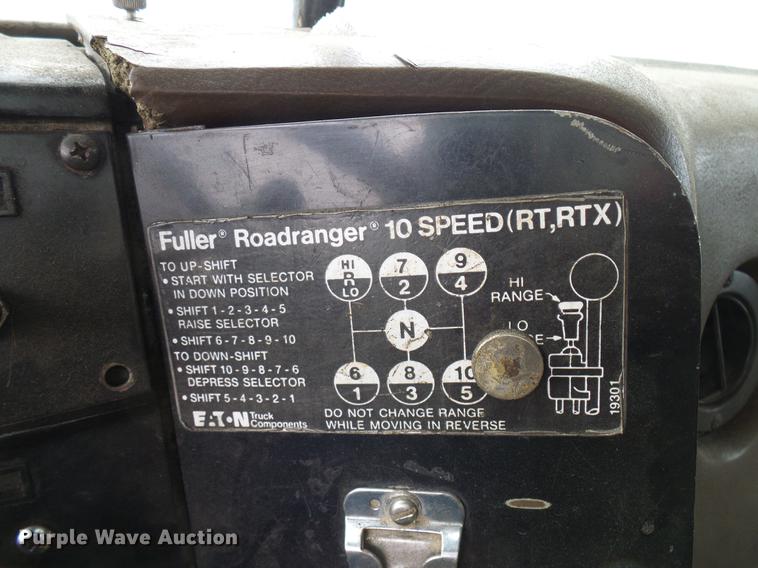 Fuller® Roadranger® 10 SPEED (RT,RTX)
TO UP-SHIFT
• START WITH SELECTOR
IN DOWN POSITION
• SHIFT 1-2-3-4-5
RAISE SELECTOR
• SHIFT 6-7-8-9-10
TO DOWN-SHIFT
• SHIFT 10-9-8-7-6
DEPRESS SELECTOR
• SHIFT 5-4-3-2-1
EATON Truck
Components
HI
R
LO
7
2
9
4
N
6
1
8
3
10
5
DO NOT CHANGE RANGE
WHILE MOVING IN REVERSE
HI
RANGE
LO
19301
Purple Wave Auction